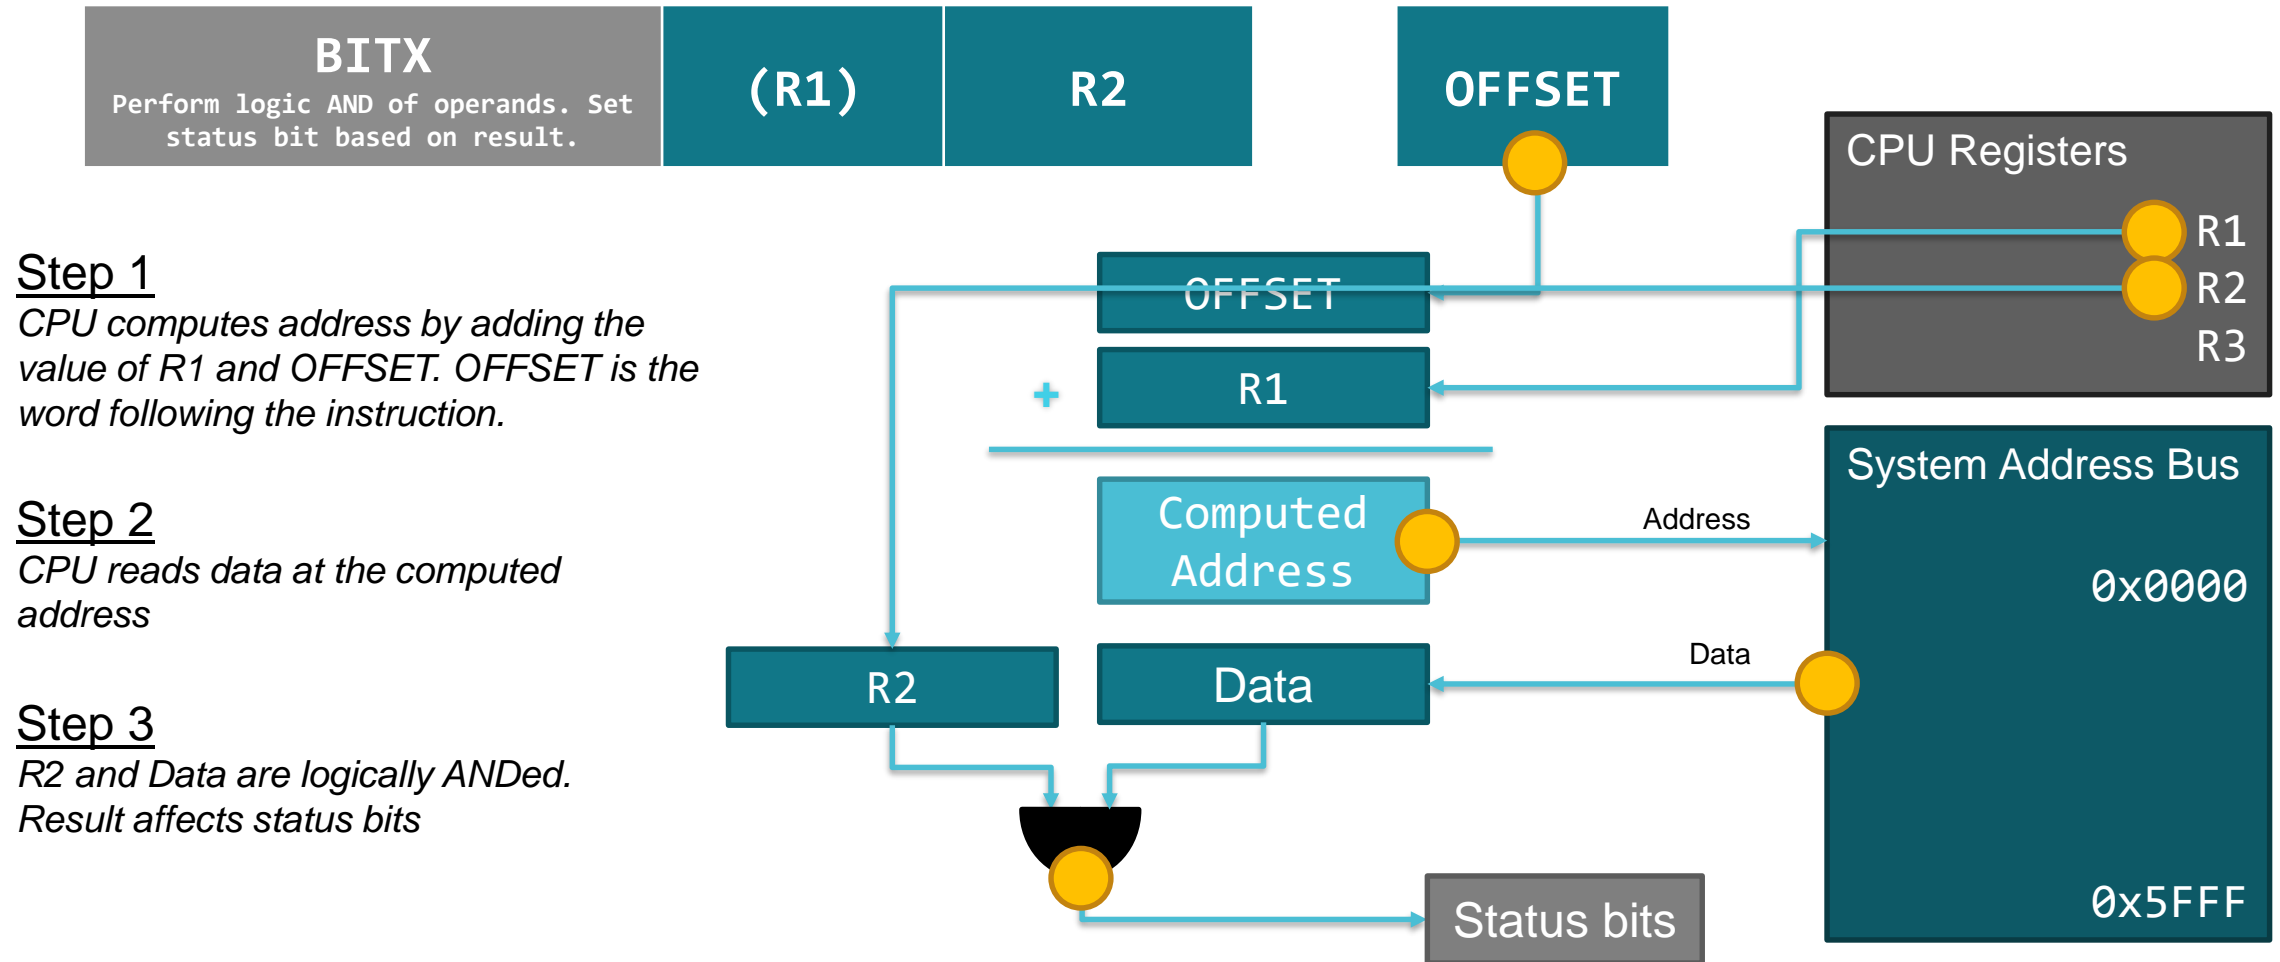 BITX
Perform logic AND of operands. Set
status bit based on result.
(R1)
R2
OFFSET
CPU Registers
R1
R2
R3
Step 1
CPU computes address by adding the
value of R1 and OFFSET. OFFSET is the
word following the instruction.
OFFSET
+
R1
System Address Bus
0x0000
0x5FFF
Step 2
CPU reads data at the computed
address
Computed
Address
Address
Data
R2
Data
Step 3
R2 and Data are logically ANDed.
Result affects status bits
Status bits